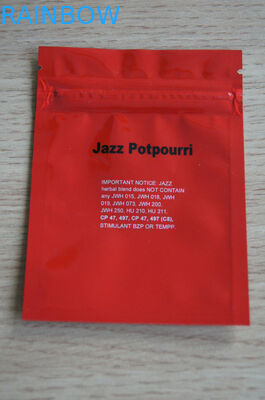 RAINBOW
Jazz Potpourri
IMPORTANT NOTICE: JAZZ
herbal blend does NOT CONTAIN
any JWH 015, JWH 018, JWH
019, JWH 073, JWH 200,
JWH 250, HU 210, HU 211,
CP 47, 497, CP 47, 497 (C8),
STIMULANT BZP OR TEMPP.